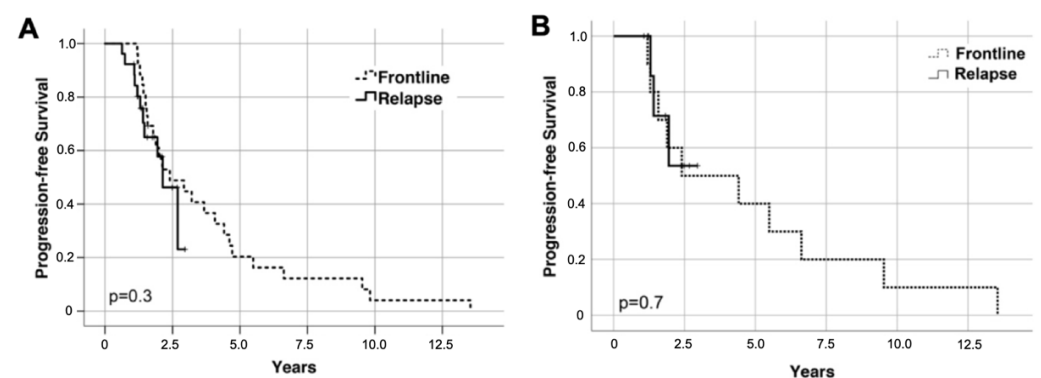 A
Progression-free Survival
1.0
0.8
0.6
0.4
0.2
0
Frontline
Relapse
p=0.3
0 2.5 5.0 7.5 10.0 12.5
Years
B
Progression-free Survival
1.0
0.8
0.6
0.4
0.2
0
Frontline
Relapse
p=0.7
0 2.5 5.0 7.5 10.0 12.5
Years